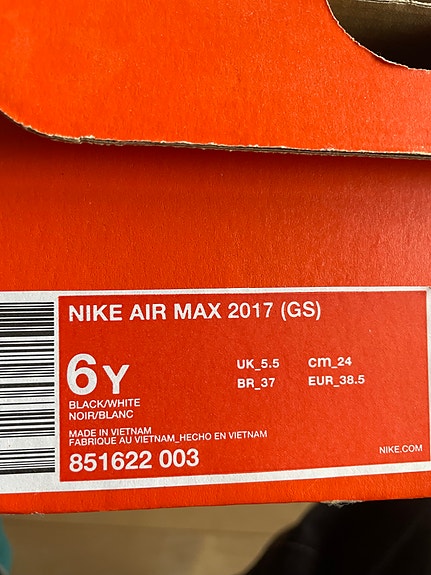 NIKE AIR MAX 2017 (GS)
6Y
UK_5.5 cm_24
BR_37 EUR_38.5
BLACK/WHITE
NOIR/BLANC
MADE IN VIETNAM
FABRIQUE AU VIETNAM_HECHO EN VIETNAM
851622 003
NIKE.COM